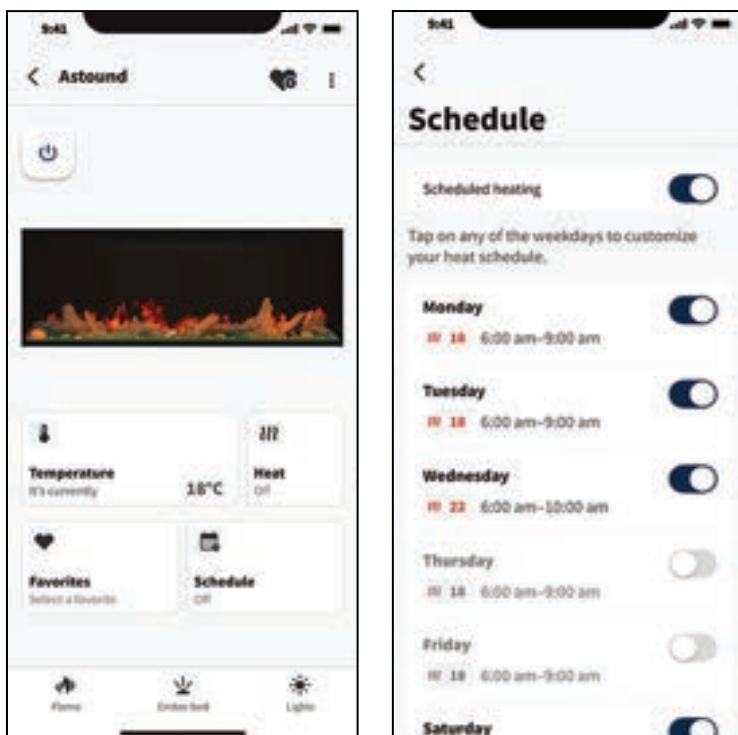 9:41
Astound
Temperature
It's currently
18°C
Heat
Off
Favorites
Select a favorite
Schedule
Off
Flame
Ember bed
Lights
9:41
Schedule
Scheduled heating
Tap on any of the weekdays to customize
your heat schedule.
Monday
18 6:00 am–9:00 am
Tuesday
18 6:00 am–9:00 am
Wednesday
22 6:00 am–10:00 am
Thursday
18 6:00 am–9:00 am
Friday
18 6:00 am–9:00 am
Saturday